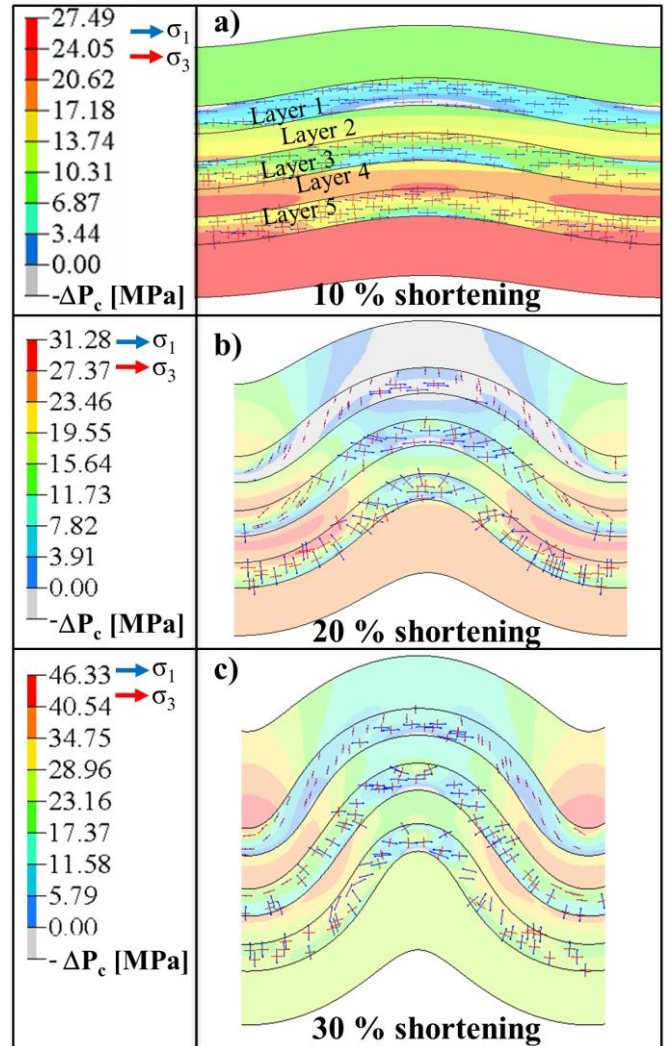 27.49
24.05
20.62
17.18
13.74
10.31
6.87
3.44
0.00
-ΔPc [MPa]
σ1
σ3
a)
Layer 1
Layer 2
Layer 3
Layer 4
Layer 5
10 % shortening
31.28
27.37
23.46
19.55
15.64
11.73
7.82
3.91
0.00
- ΔPc [MPa]
σ1
σ3
b)
20 % shortening
46.33
40.54
34.75
28.96
23.16
17.37
11.58
5.79
0.00
- ΔPc [MPa]
σ1
σ3
c)
30 % shortening